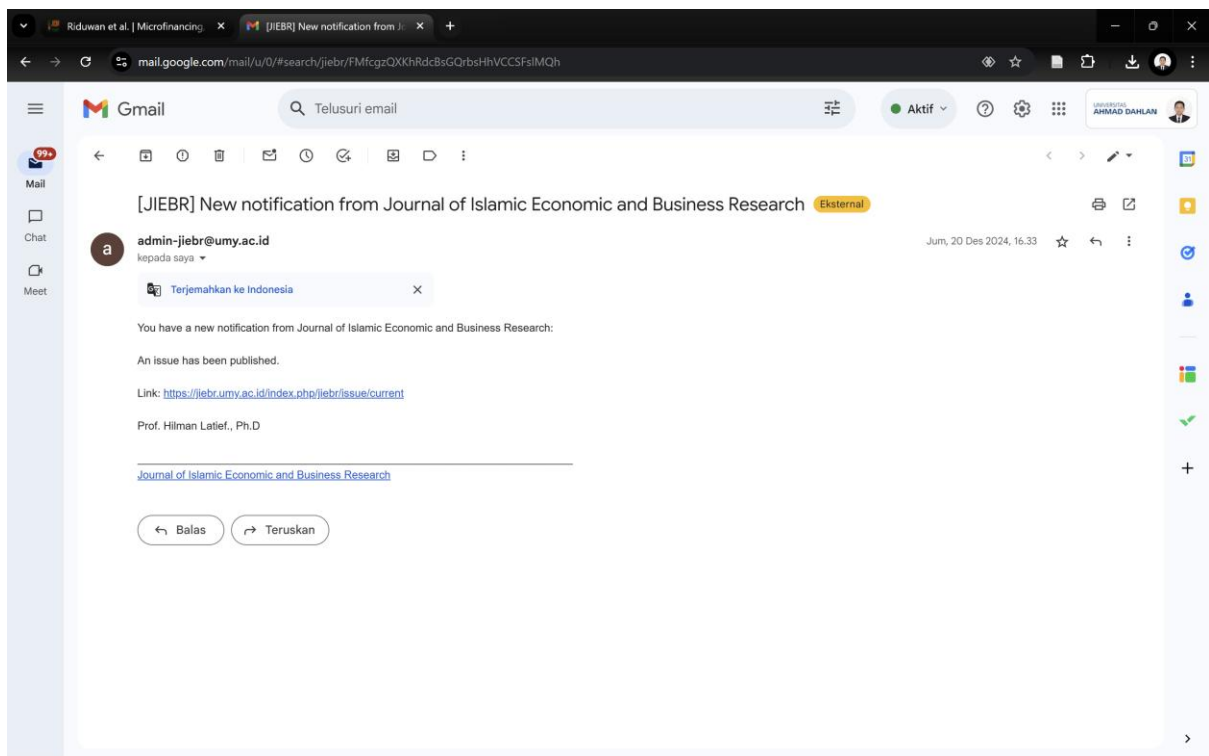 Riduwan et al. | Microfinancing.
[JIEBR] New notification from Jo
mail.google.com/mail/u/0/#search/jiebr/FMfcgzQXKhRdcBsGQrbsHhVCCSFslMQh
Gmail
Telusuri email
Aktif
UNIVERSITAS
AHMAD DAHLAN
99+
Mail
Chat
Meet
31
[JIEBR] New notification from Journal of Islamic Economic and Business Research Eksternal
a
admin-jiebr@umy.ac.id
Jum, 20 Des 2024, 16.33
kepada saya
Terjemahkan ke Indonesia
You have a new notification from Journal of Islamic Economic and Business Research:
An issue has been published.
Link: https://jiebr.umy.ac.id/index.php/jiebr/issue/current
Prof. Hilman Latief., Ph.D
Journal of Islamic Economic and Business Research
Balas
Teruskan